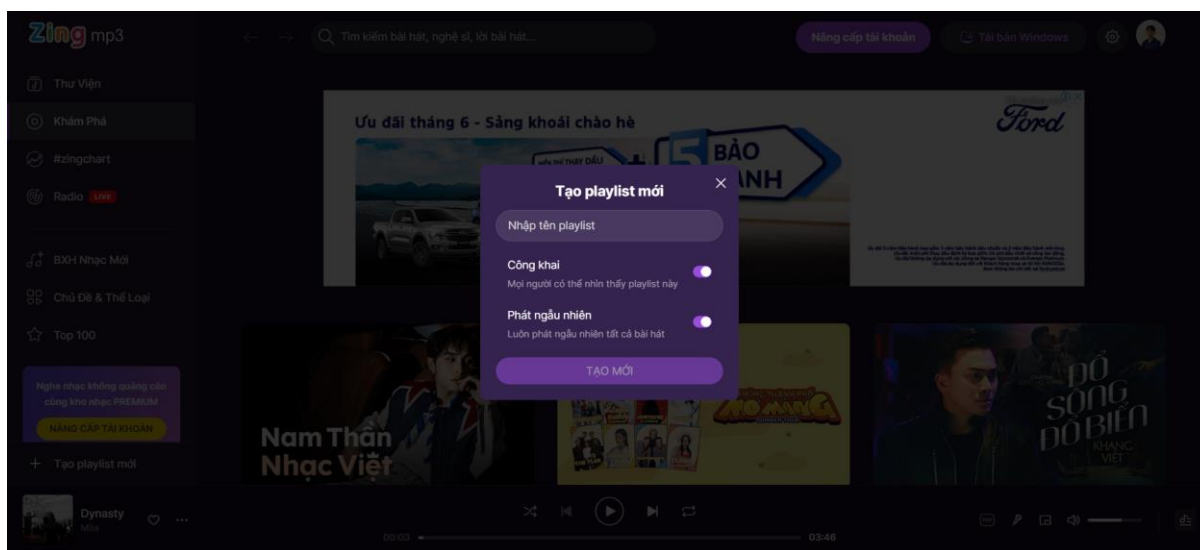 Zing mp3
Tìm kiếm bài hát, nghệ sĩ, lời bài hát...
Nâng cấp tài khoản
Tải bản Windows
Thư Viện
Khám Phá
#zingchart
Radio LIVE
BXH Nhạc Mới
Chủ Đề & Thể Loại
Top 100
Nghe nhạc không quảng cáo
cùng kho nhạc PREMIUM
NÂNG CẤP TÀI KHOẢN
+ Tạo playlist mới
Ưu đãi tháng 6 - Sảng khoái chào hè
Ford
5 BẢO
Tạo playlist mới
Nhập tên playlist
Công khai
Mọi người có thể nhìn thấy playlist này
Phát ngẫu nhiên
Luôn phát ngẫu nhiên tất cả bài hát
TẠO MỚI
Nam Thần
Nhạc Việt
NO MANG
ĐỔ
SÔNG
ĐỔ BIỂN
KHANG
VIỆT
Dynasty
Miia
00:03
03:46